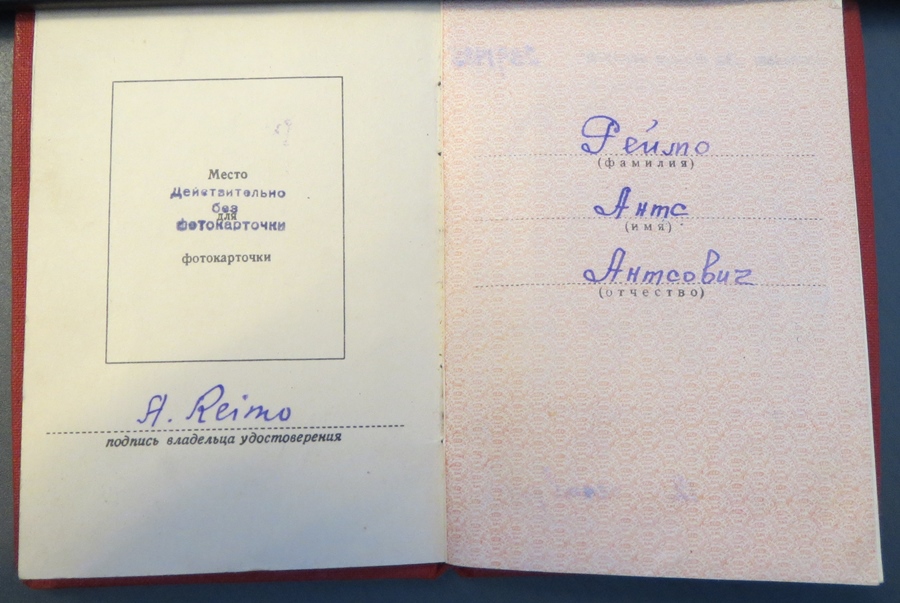 Место
Действительно
без
для
фотокарточки
фотокарточки
A. Reimo
подпись владельца удостоверения
Реймо
(фамилия)
Антс
(имя)
Антсович
(отчество)